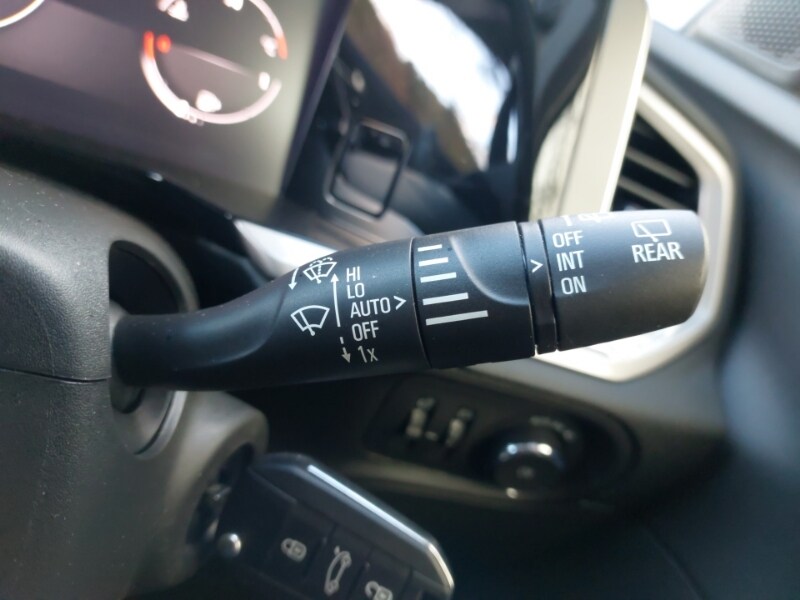 HI
LO
AUTO >
OFF
1x
>
OFF
INT
ON
REAR